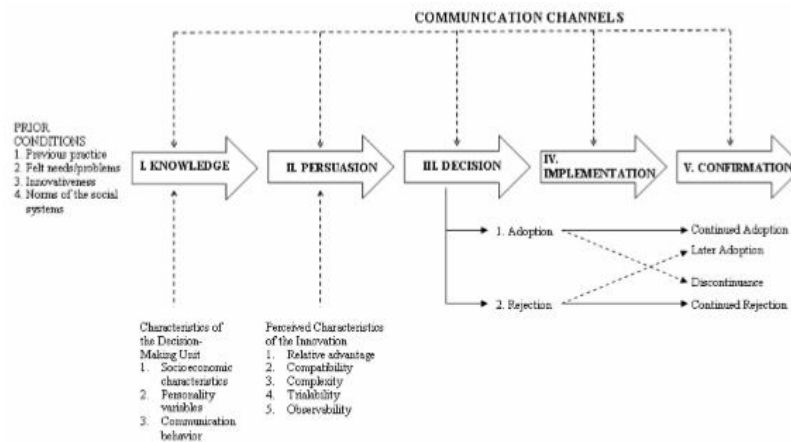 COMMUNICATION CHANNELS
PRIOR
CONDITIONS
1. Previous practice
2. Felt needs/problems
3. Innovativeness
4. Norms of the social
systems
I. KNOWLEDGE
II. PERSUASION
III. DECISION
IV.
IMPLEMENTATION
V. CONFIRMATION
1. Adoption
2. Rejection
Continued Adoption
Later Adoption
Discontinuance
Continued Rejection
Characteristics of
the Decision-
Making Unit
1. Socioeconomic
characteristics
2. Personality
variables
3. Communication
behavior
Perceived Characteristics
of the Innovation
1. Relative advantage
2. Compatibility
3. Complexity
4. Trialability
5. Observability